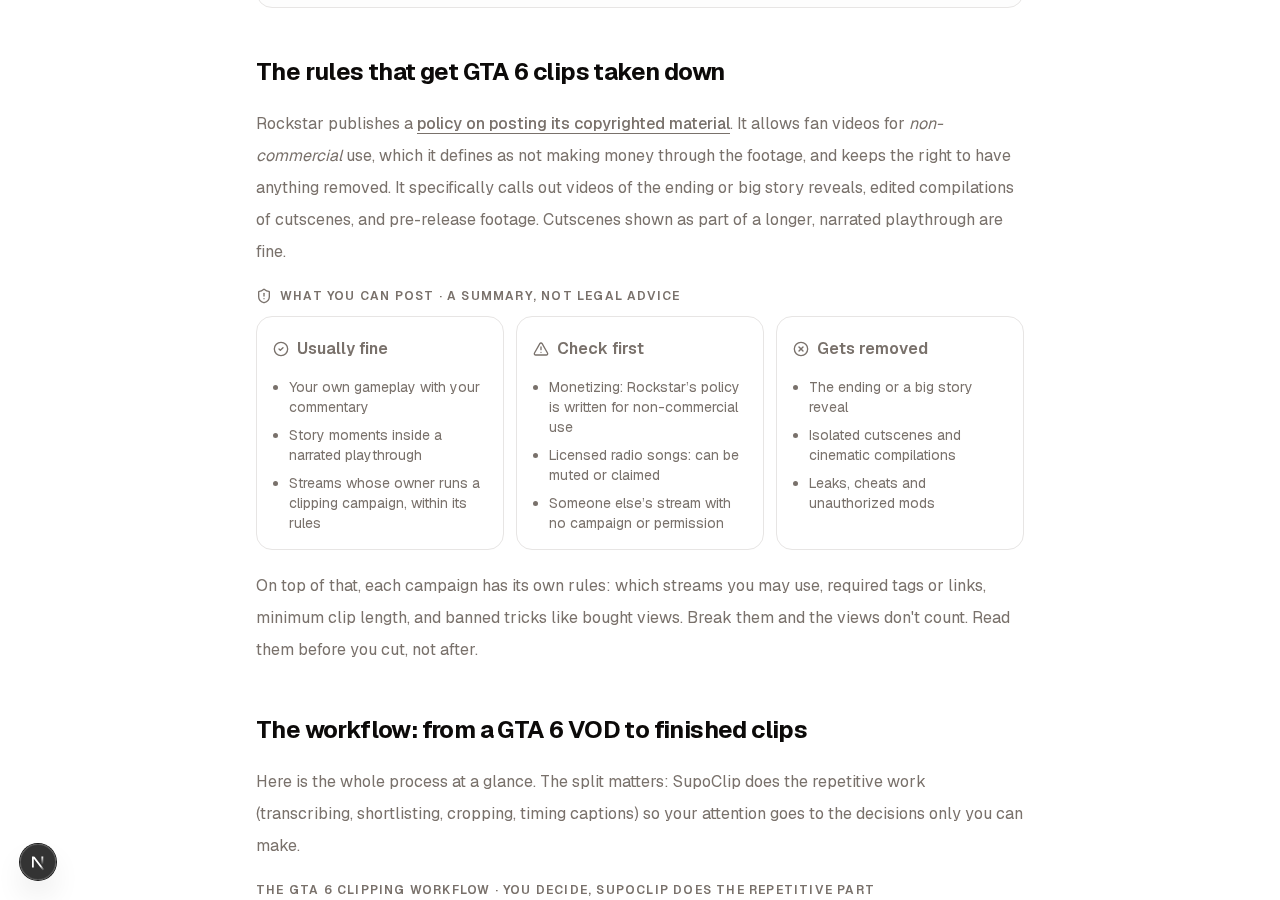 The rules that get GTA 6 clips taken down
Rockstar publishes a policy on posting its copyrighted material. It allows fan videos for non-
commercial use, which it defines as not making money through the footage, and keeps the right to have
anything removed. It specifically calls out videos of the ending or big story reveals, edited compilations
of cutscenes, and pre-release footage. Cutscenes shown as part of a longer, narrated playthrough are
fine.
WHAT YOU CAN POST · A SUMMARY, NOT LEGAL ADVICE
Usually fine
Your own gameplay with your
commentary
Story moments inside a
narrated playthrough
Streams whose owner runs a
clipping campaign, within its
rules
Check first
Monetizing: Rockstar's policy
is written for non-commercial
use
Licensed radio songs: can be
muted or claimed
Someone else's stream with
no campaign or permission
Gets removed
The ending or a big story
reveal
Isolated cutscenes and
cinematic compilations
Leaks, cheats and
unauthorized mods
On top of that, each campaign has its own rules: which streams you may use, required tags or links,
minimum clip length, and banned tricks like bought views. Break them and the views don't count. Read
them before you cut, not after.
The workflow: from a GTA 6 VOD to finished clips
Here is the whole process at a glance. The split matters: SupoClip does the repetitive work
(transcribing, shortlisting, cropping, timing captions) so your attention goes to the decisions only you can
make.
THE GTA 6 CLIPPING WORKFLOW · YOU DECIDE, SUPOCLIP DOES THE REPETITIVE PART